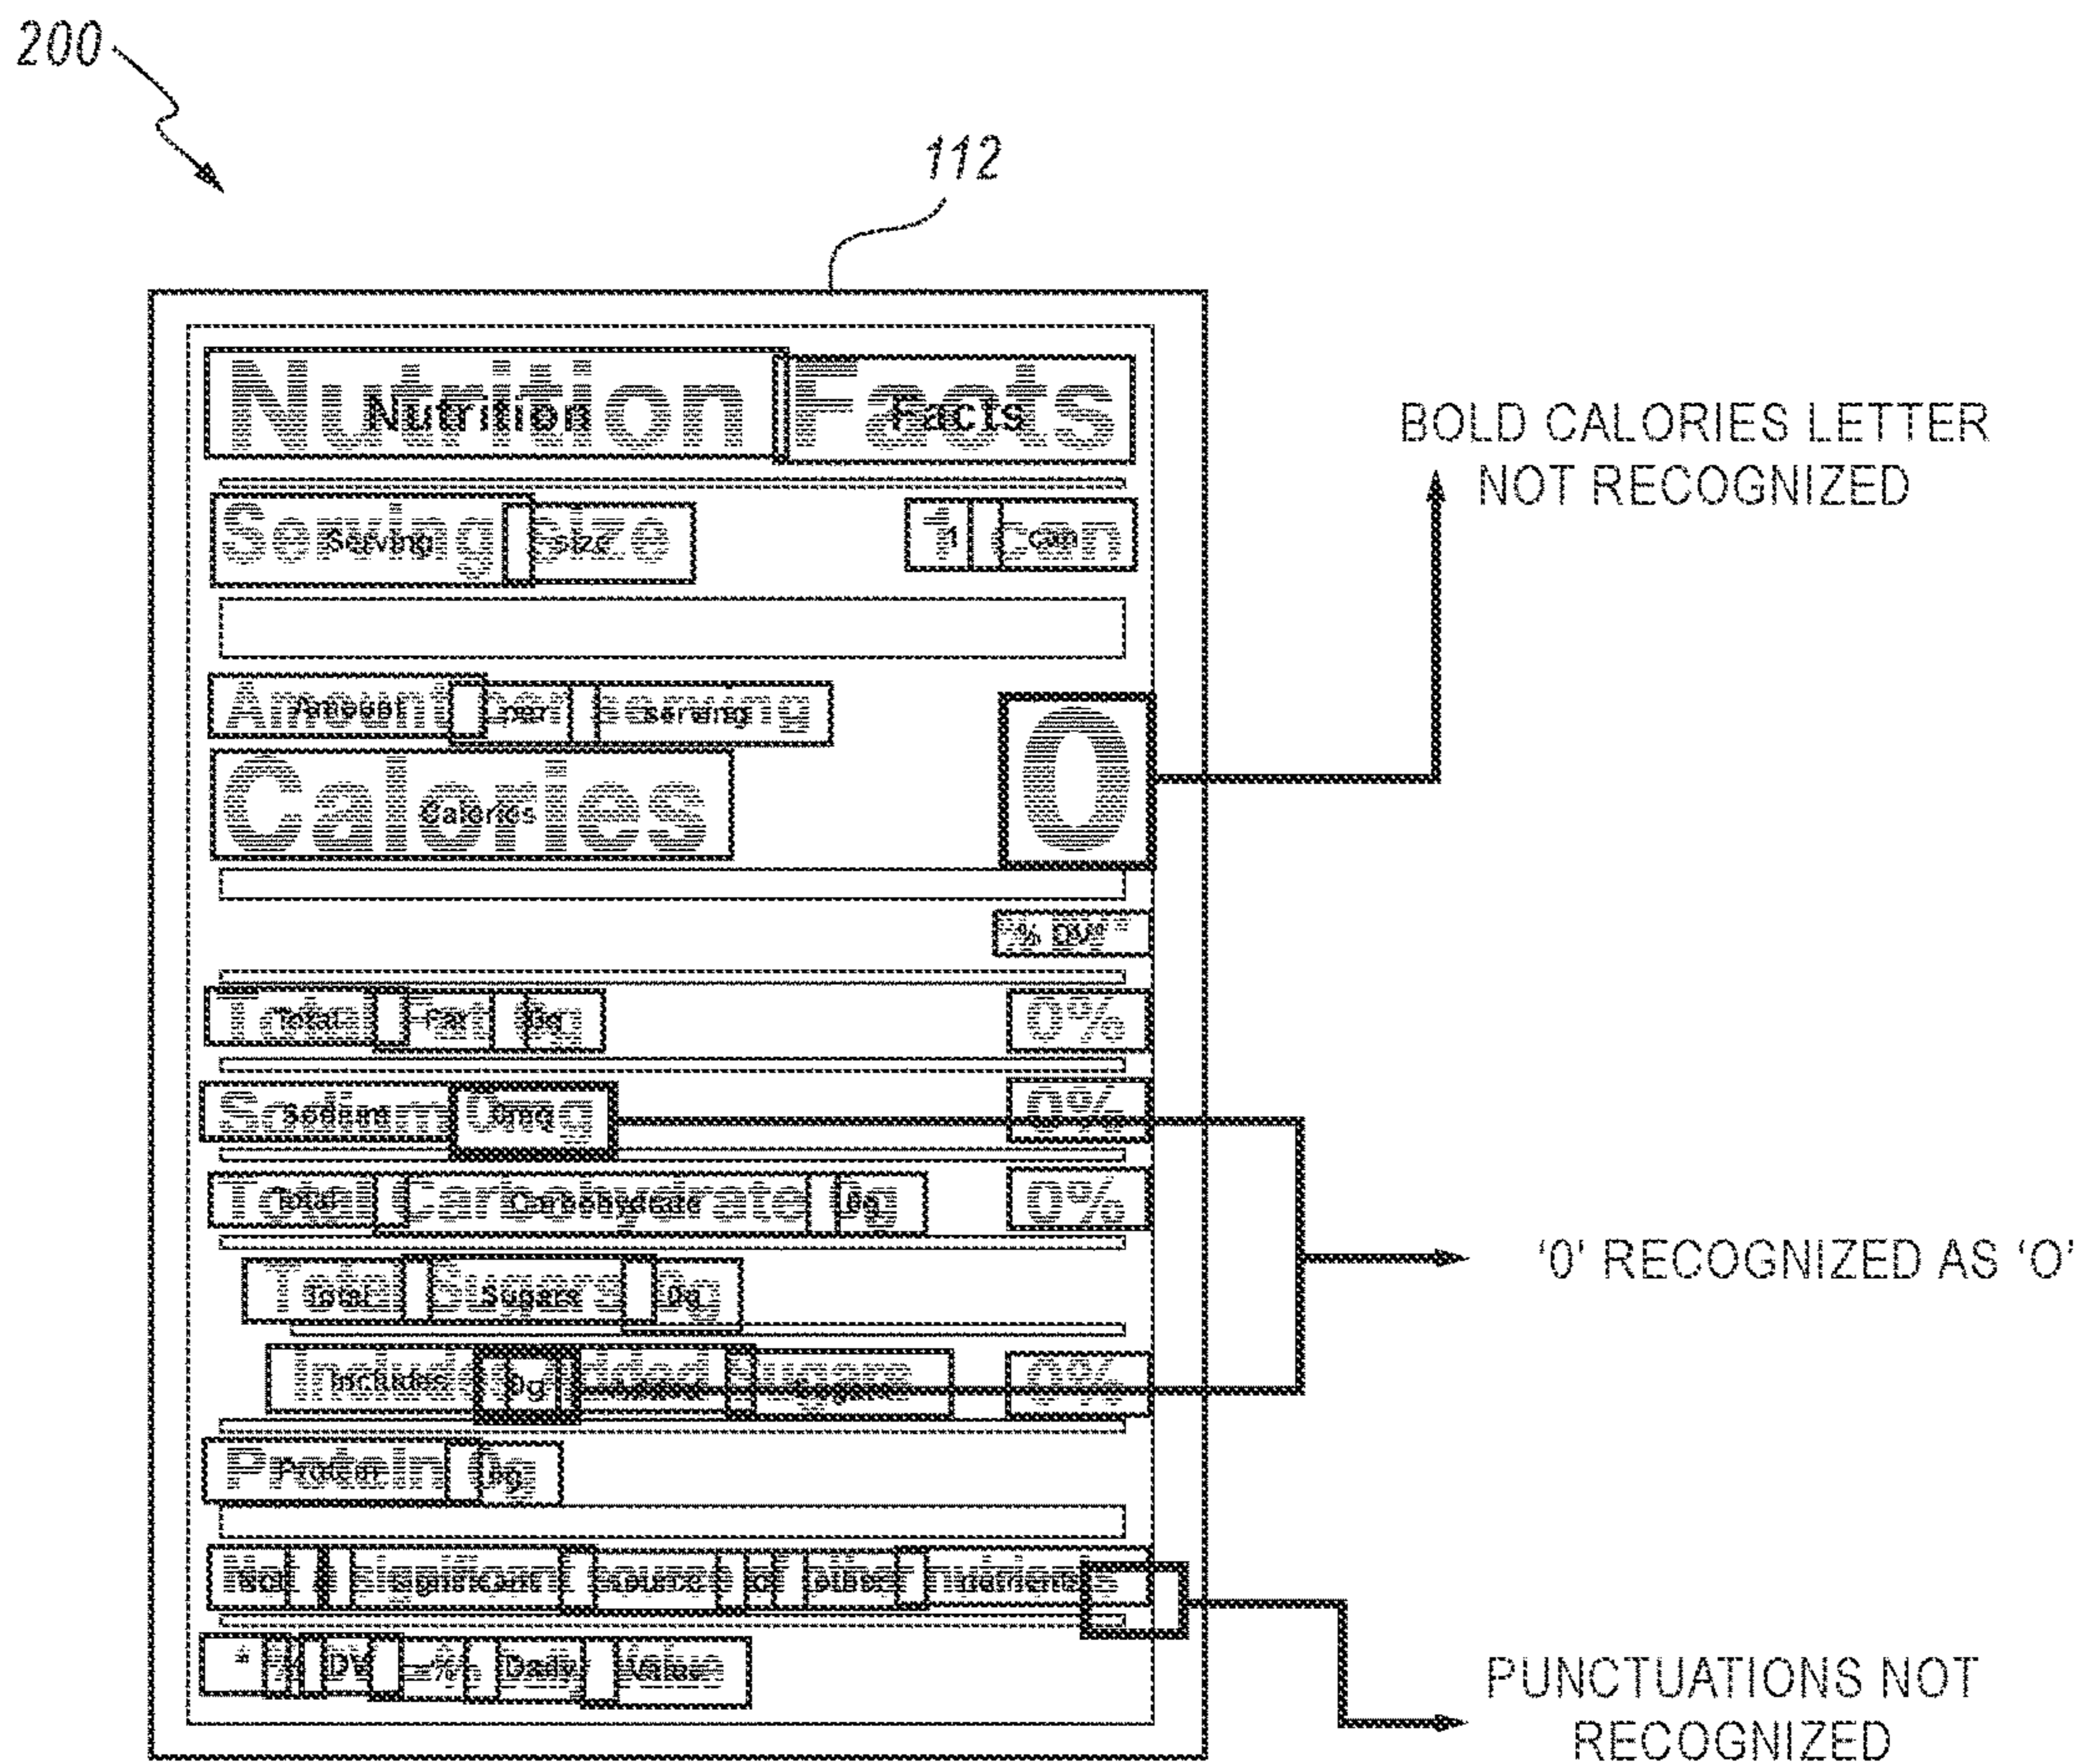 200
112
Nutrition Facts
Serving size 1 can
BOLD CALORIES LETTER
NOT RECOGNIZED
Amount per serving
Calories 0
% DV*
Total Fat 0g 0%
Sodium 0mg 0%
Total Carbohydrate 0g 0%
Total Sugars 0g
'0' RECOGNIZED AS 'O'
Includes 0g Added Sugars 0%
Protein 0g
Not a significant source of other nutrients
* % DV = % Daily Value
PUNCTUATIONS NOT
RECOGNIZED